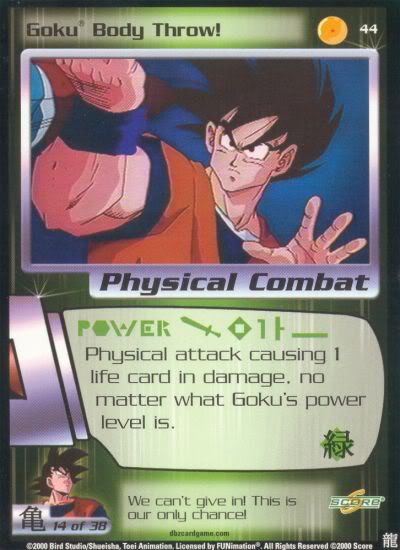 Goku® Body Throw!
44
Physical Combat
POWER
Physical attack causing 1
life card in damage, no
matter what Goku's power
level is.
緑
亀
14 of 38
We can't give in! This is
our only chance!
SCORE®
dbzcardgame.com
©2000 Bird Studio/Shueisha, Toei Animation. Licensed by FUNimation®. All Rights Reserved ©2000 Score
龍